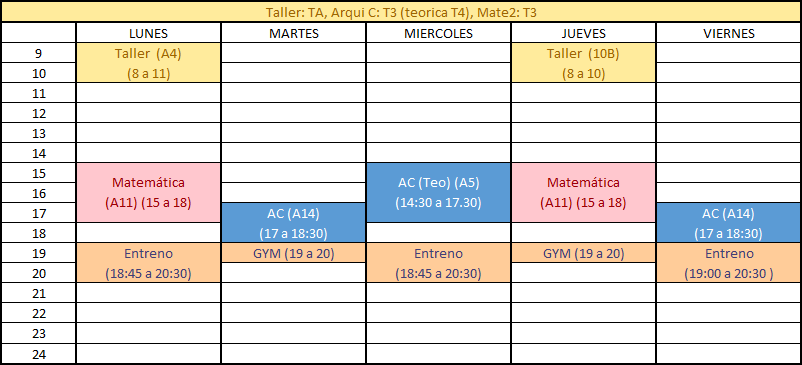 Taller: TA, Arqui C: T3 (teorica T4), Mate2: T3
LUNES MARTES MIERCOLES JUEVES VIERNES
9 Taller (A4) Taller (10B)
10 (8 a 11) (8 a 10)
11
12
13
14
15 Matemática AC (Teo) (A5) Matemática
16 (A11) (15 a 18) (14:30 a 17.30) (A11) (15 a 18)
17 AC (A14) AC (A14)
18 (17 a 18:30) (17 a 18:30)
19 Entreno GYM (19 a 20) Entreno GYM (19 a 20) Entreno
20 (18:45 a 20:30) (18:45 a 20:30) (19:00 a 20:30 )
21
22
23
24